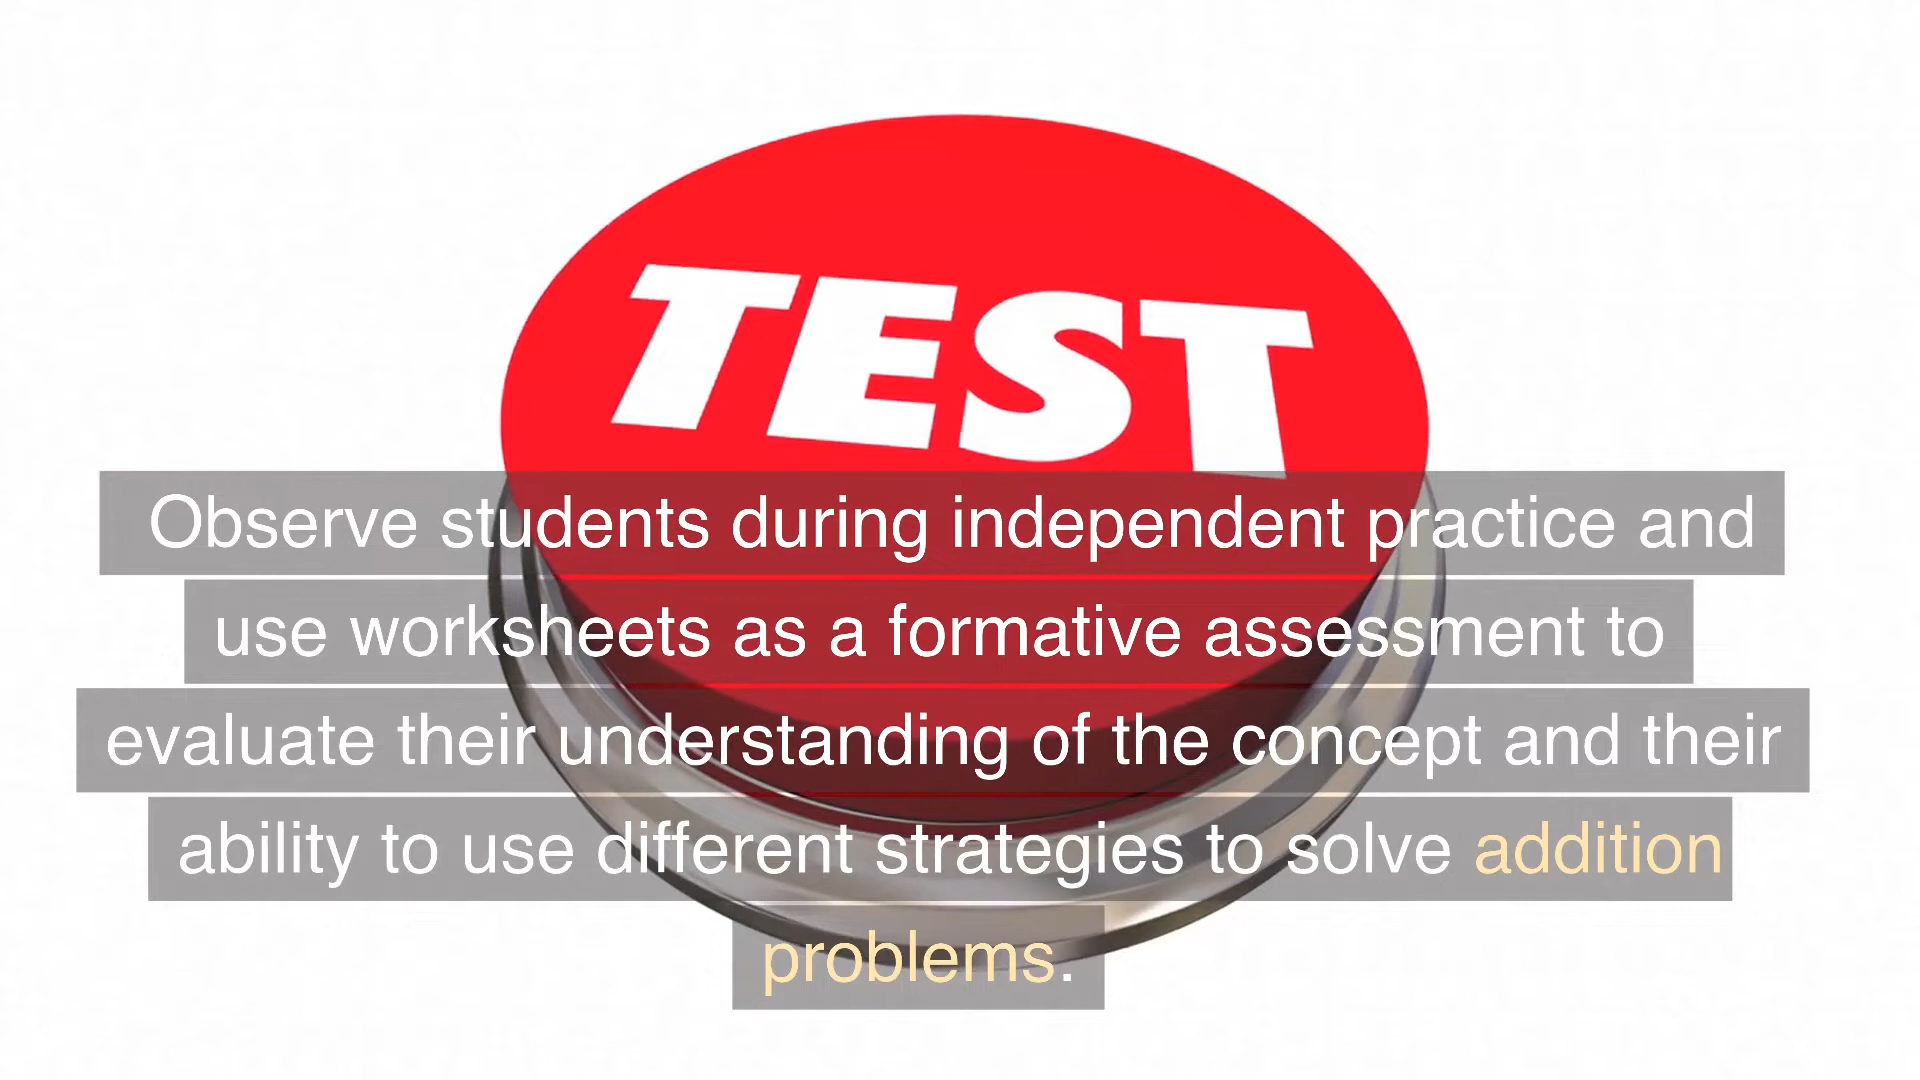 TEST
Observe students during independent practice and
use worksheets as a formative assessment to
evaluate their understanding of the concept and their
ability to use different strategies to solve addition
problems.